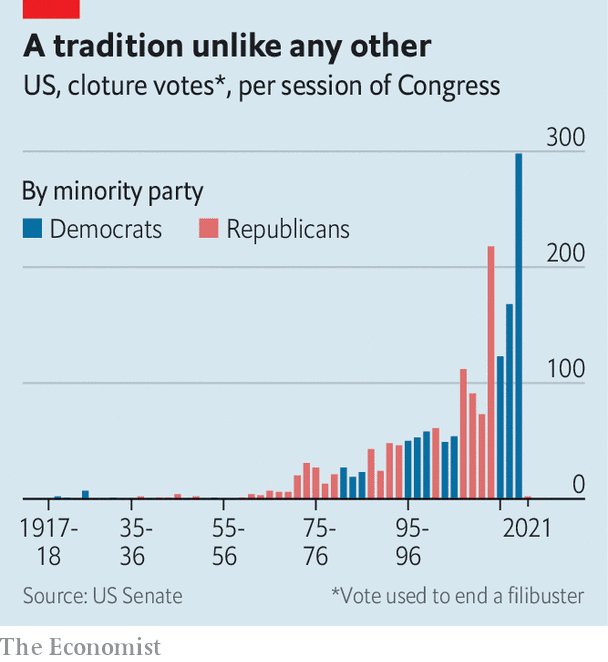 A tradition unlike any other
US, cloture votes*, per session of Congress
300
By minority party
Democrats Republicans
200
100
0
1917-
18
35-
36
55-
56
75-
76
95-
96
2021
Source: US Senate
*Vote used to end a filibuster
The Economist